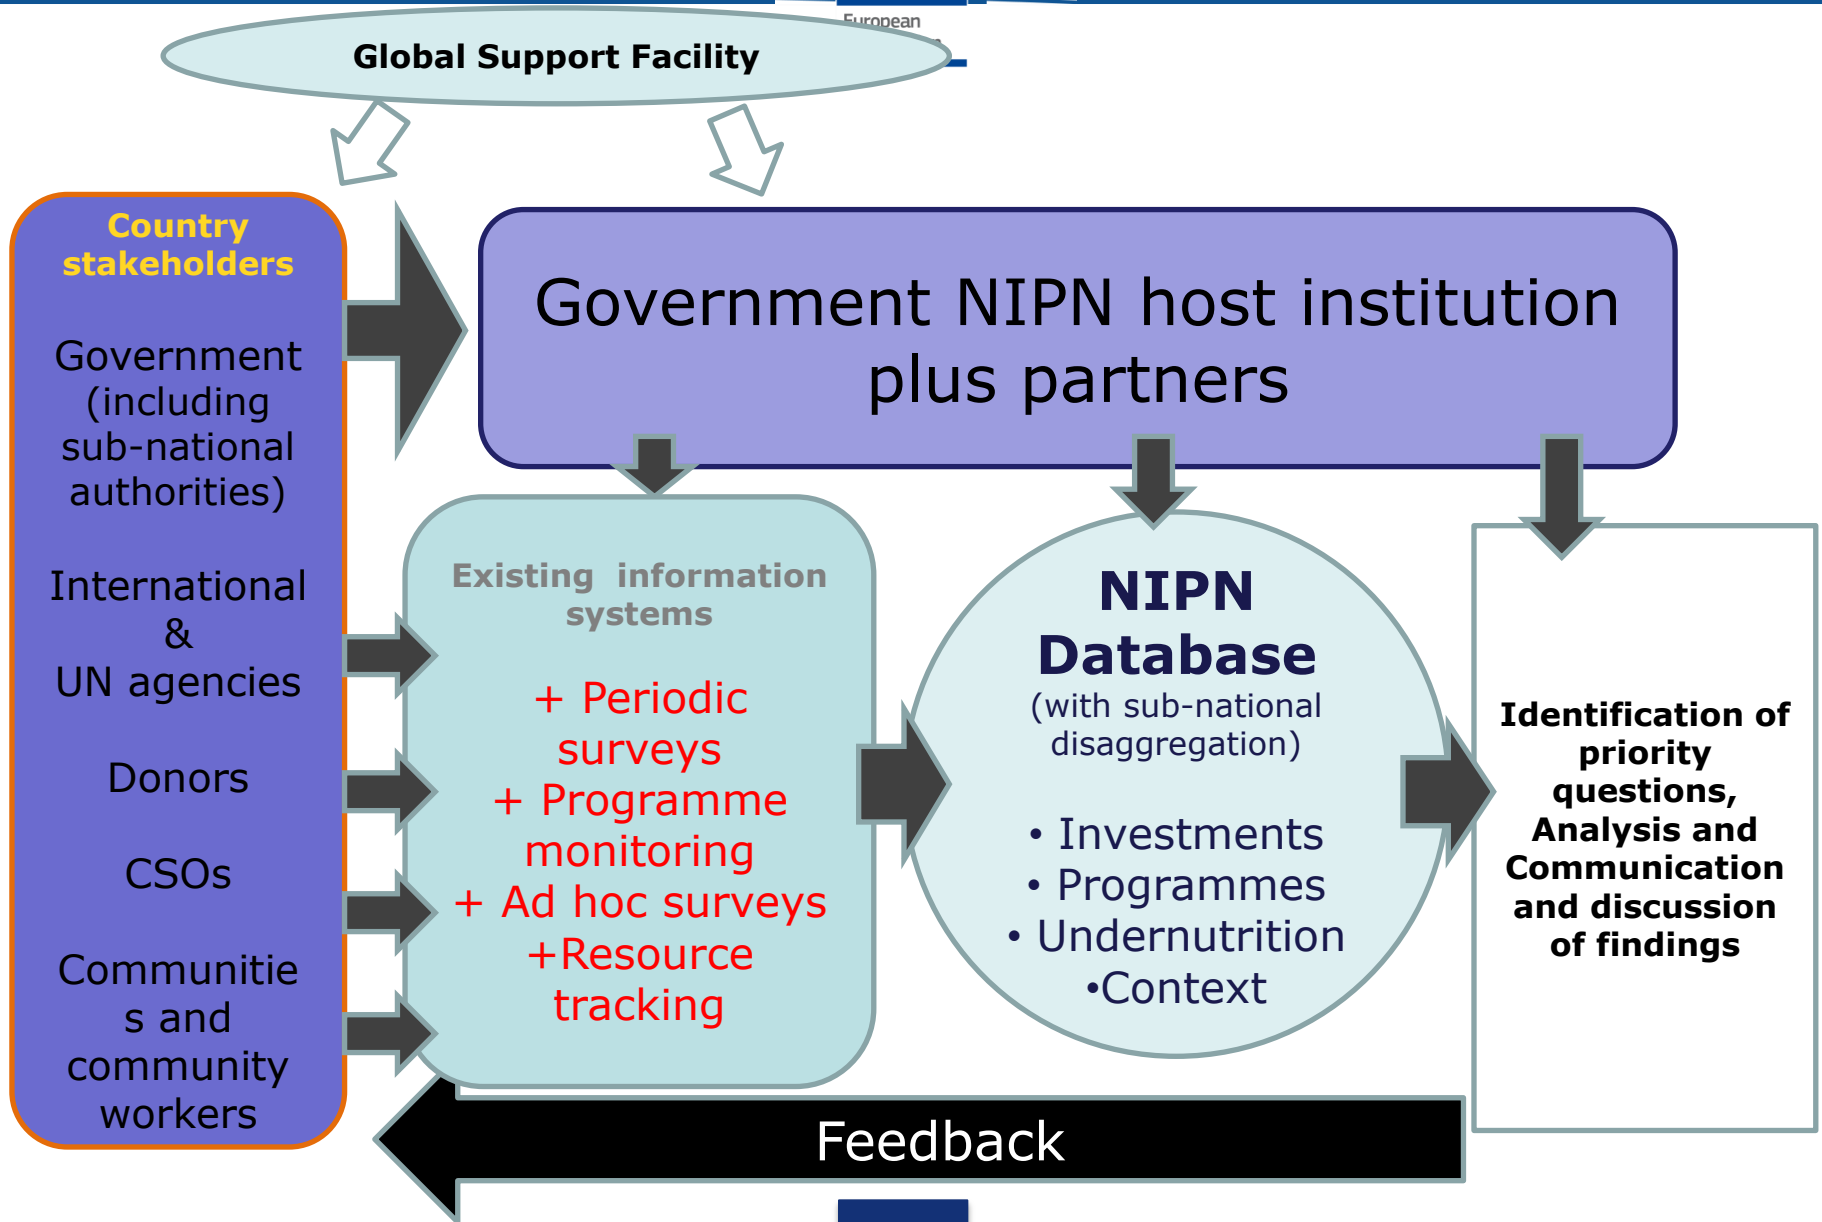 European
Global Support Facility
Country
stakeholders
Government
(including
sub-national
authorities)
International
&
UN agencies
Donors
CSOs
Communitie
s and
community
workers
Government NIPN host institution
plus partners
Existing information
systems
+ Periodic
surveys
+ Programme
monitoring
+ Ad hoc surveys
+Resource
tracking
NIPN
Database
(with sub-national
disaggregation)
• Investments
• Programmes
• Undernutrition
•Context
Identification of
priority
questions,
Analysis and
Communication
and discussion
of findings
Feedback